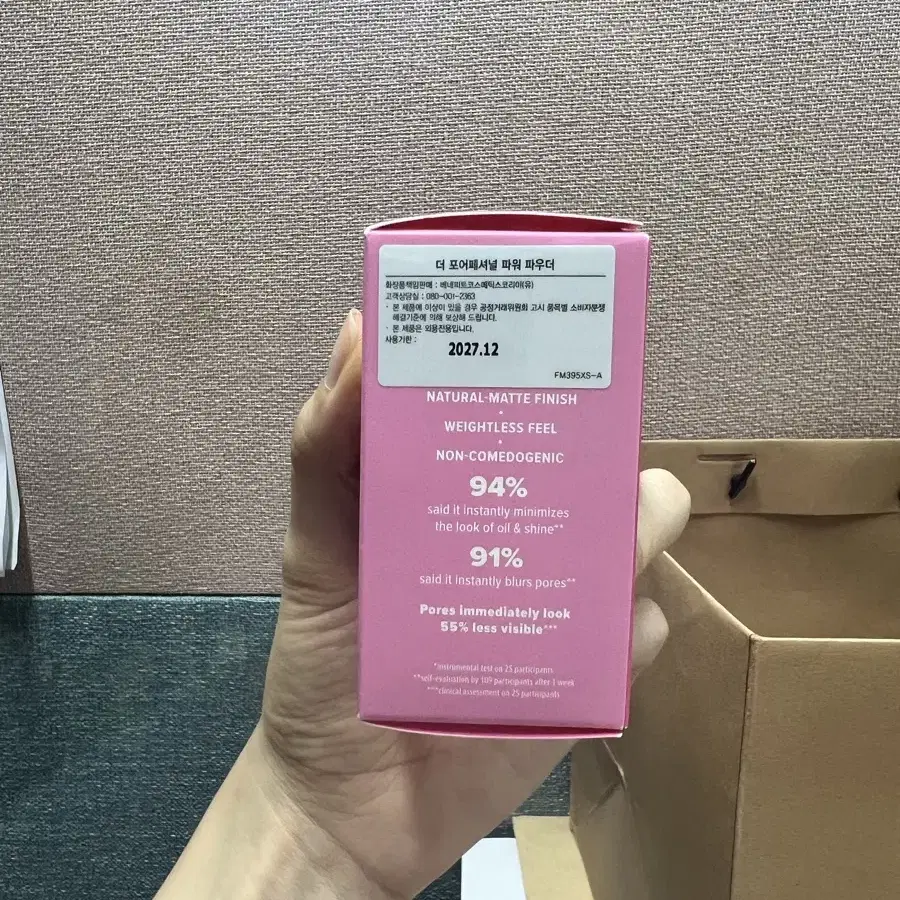 더 포어페셔널 파워 파우더
화장품책임판매 : 베네피트코스메틱스코리아(유)
고객상담실 : 080-001-2363
· 본 제품에 이상이 있을 경우 공정거래위원회 고시 품목별 소비자분쟁
해결기준에 의해 보상해 드립니다.
· 본 제품은 외용전용입니다.
사용기한 :
2027.12
FM395XS-A
NATURAL-MATTE FINISH
•
WEIGHTLESS FEEL
•
NON-COMEDOGENIC
94%
said it instantly minimizes
the look of oil & shine**
91%
said it instantly blurs pores**
Pores immediately look
55% less visible***
*instrumental test on 25 participants
**self-evaluation by 109 participants after 1 week
***clinical assessment on 25 participants